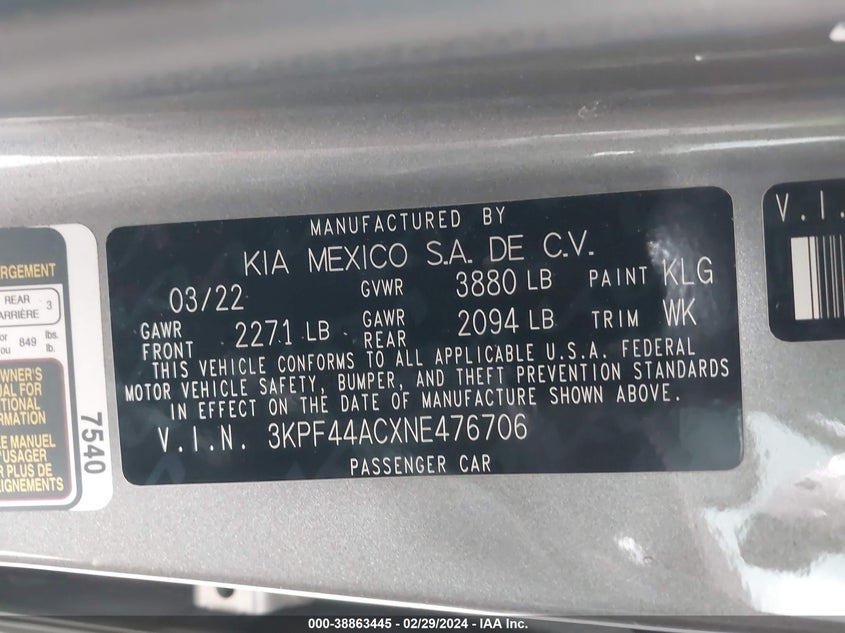 MANUFACTURED BY
KIA MEXICO S.A. DE C.V.
03/22 GVWR 3880 LB PAINT KLG
GAWR FRONT 2271 LB GAWR REAR 2094 LB TRIM WK
THIS VEHICLE CONFORMS TO ALL APPLICABLE U.S.A. FEDERAL
MOTOR VEHICLE SAFETY, BUMPER, AND THEFT PREVENTION STANDARDS
IN EFFECT ON THE DATE OF MANUFACTURE SHOWN ABOVE.
V.I.N. 3KPF44ACXNE476706
PASSENGER CAR
REAR 3
849 lbs.
lb.
7540
V.I.
000-38863445 - 02/29/2024 - IAA Inc.